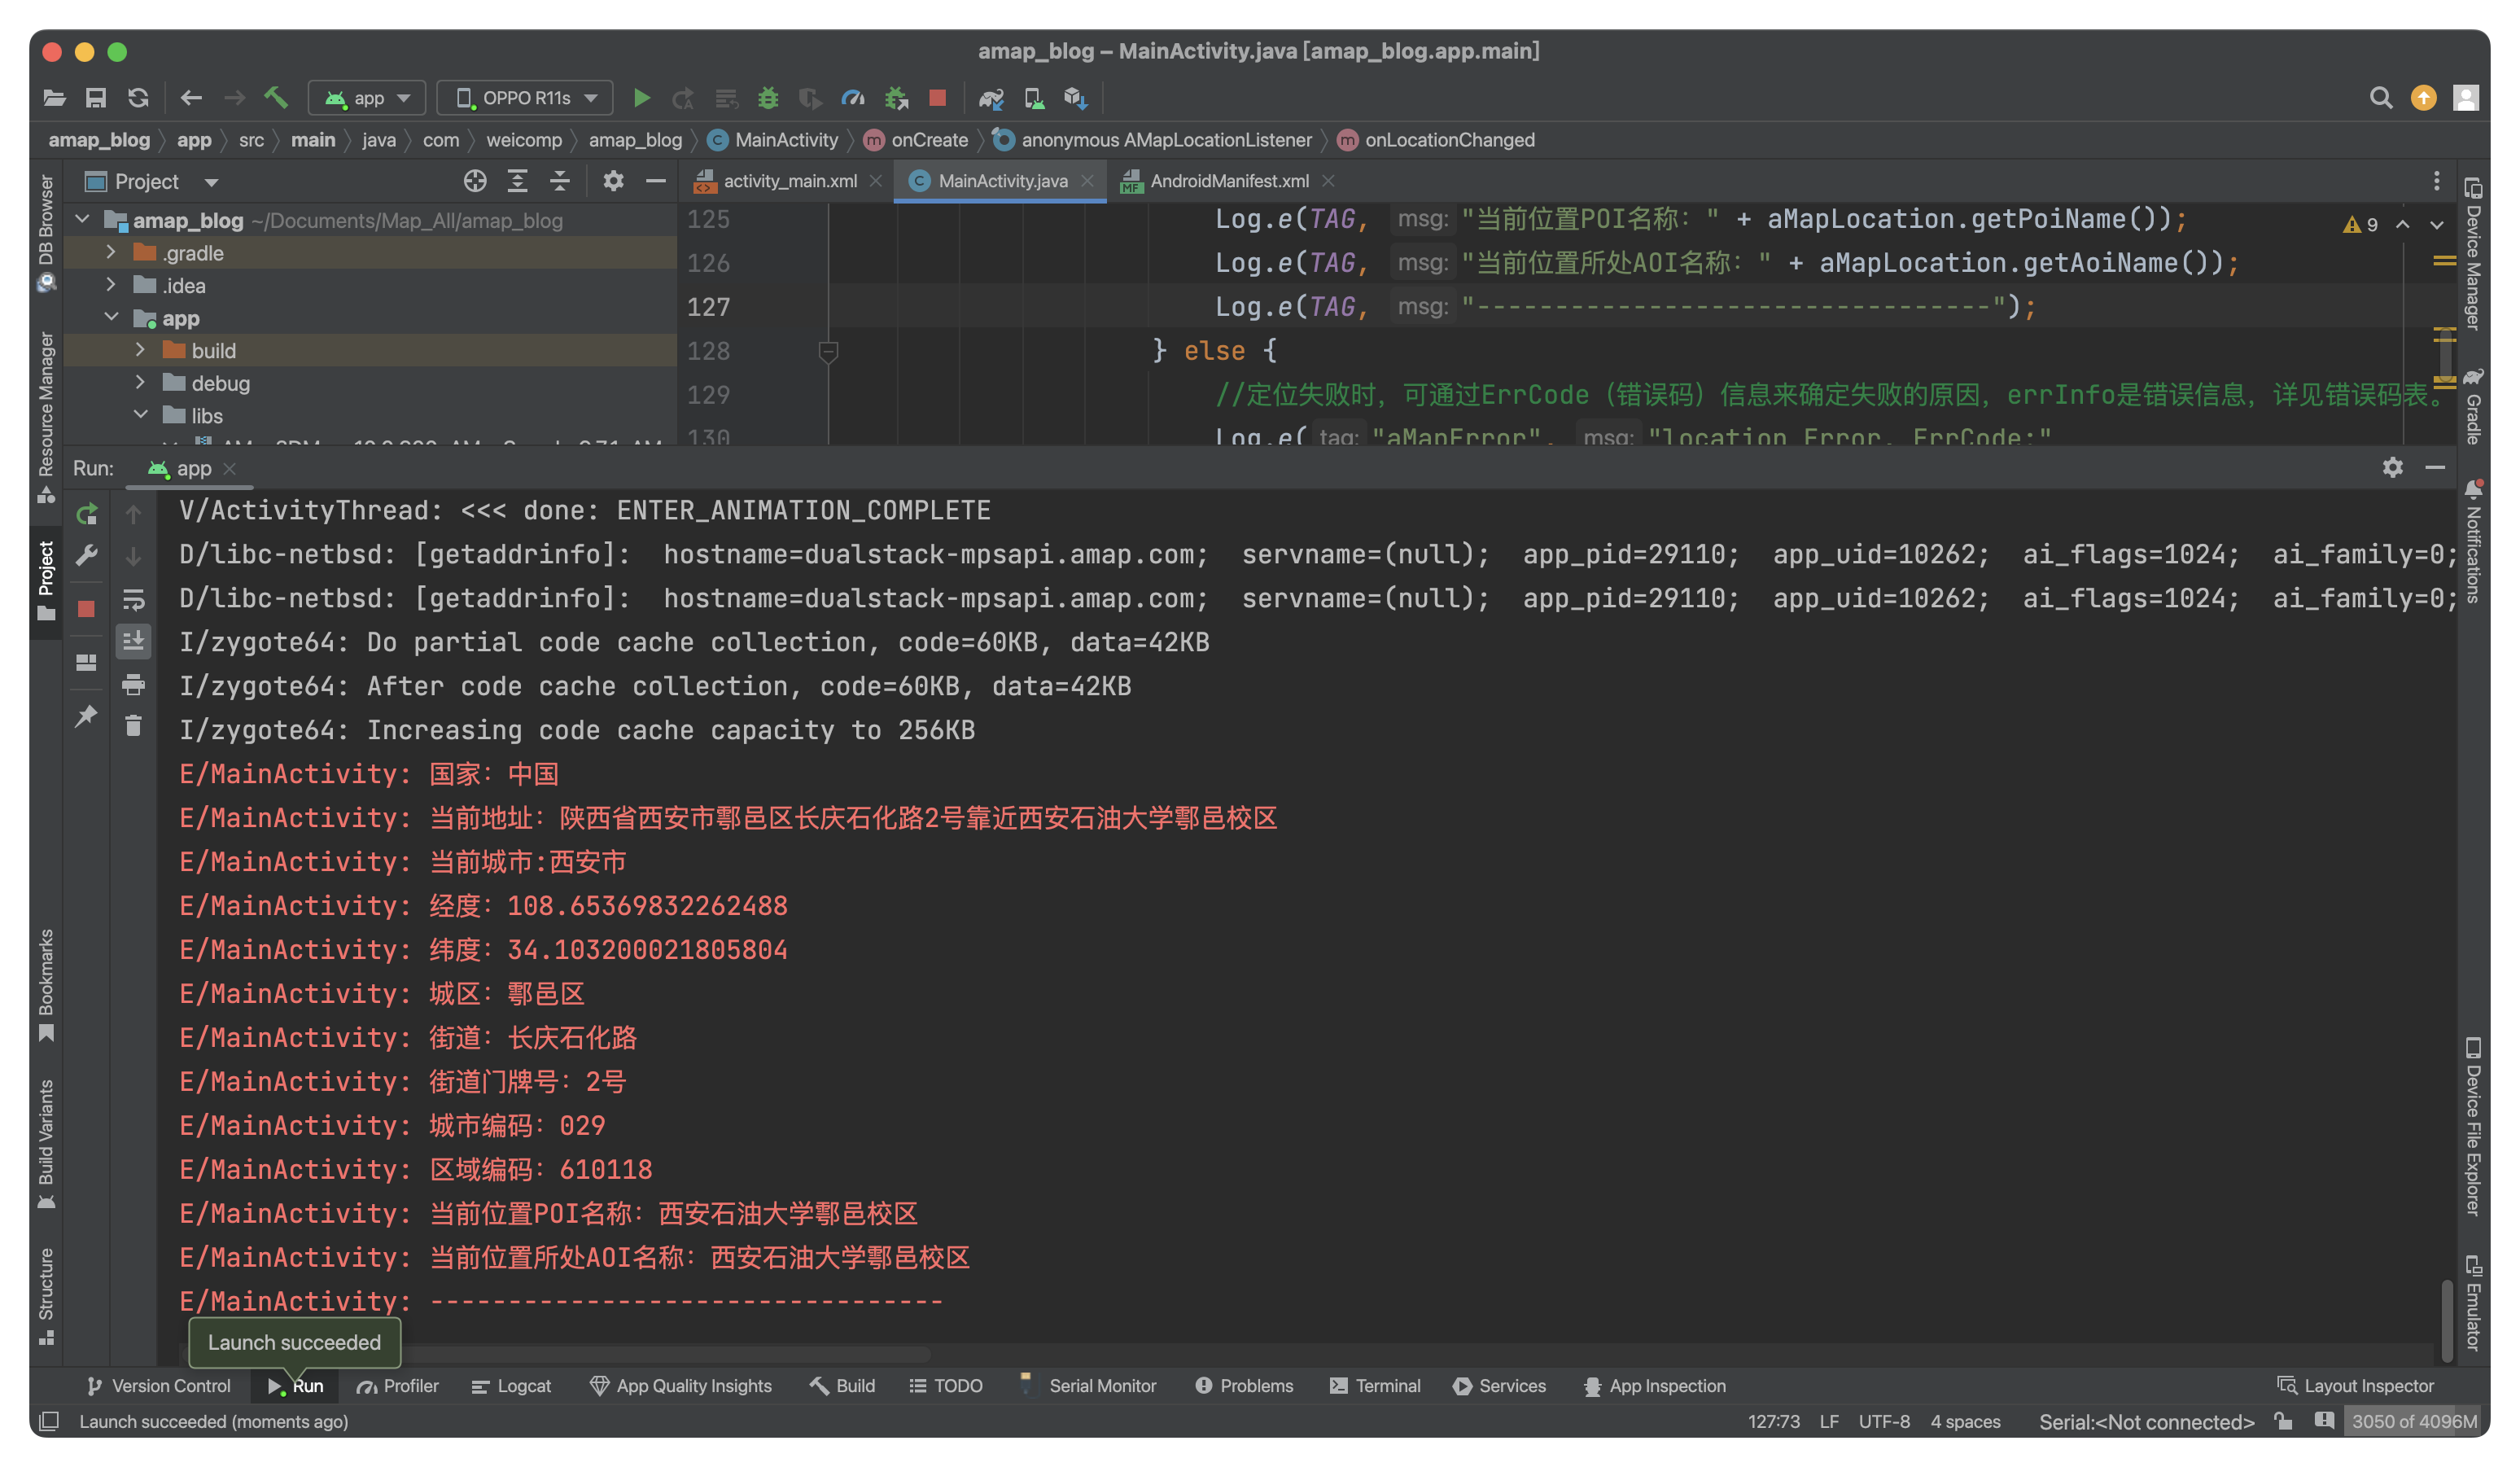 amap_blog – MainActivity.java [amap_blog.app.main]
app
OPPO R11s
amap_blog
app
src
main
java
com
weicomp
amap_blog
MainActivity
onCreate
anonymous AMapLocationListener
onLocationChanged
Project
activity_main.xml
MainActivity.java
AndroidManifest.xml
amap_blog ~/Documents/Map_All/amap_blog
.gradle
.idea
app
build
debug
libs
125 Log.e(TAG, msg: "当前位置POI名称：" + aMapLocation.getPoiName());
126 Log.e(TAG, msg: "当前位置所处AOI名称：" + aMapLocation.getAoiName());
127 Log.e(TAG, msg: "---------------------------------");
128 } else {
129 //定位失败时，可通过ErrCode（错误码）信息来确定失败的原因，errInfo是错误信息，详见错误码表。
130 Log.e( tag: "aMapError", msg: "location Error, ErrCode:"
9
Run: app
V/ActivityThread: <<< done: ENTER_ANIMATION_COMPLETE
D/libc-netbsd: [getaddrinfo]: hostname=dualstack-mpsapi.amap.com; servname=(null); app_pid=29110; app_uid=10262; ai_flags=1024; ai_family=0;
D/libc-netbsd: [getaddrinfo]: hostname=dualstack-mpsapi.amap.com; servname=(null); app_pid=29110; app_uid=10262; ai_flags=1024; ai_family=0;
I/zygote64: Do partial code cache collection, code=60KB, data=42KB
I/zygote64: After code cache collection, code=60KB, data=42KB
I/zygote64: Increasing code cache capacity to 256KB
E/MainActivity: 国家：中国
E/MainActivity: 当前地址：陕西省西安市鄠邑区长庆石化路2号靠近西安石油大学鄠邑校区
E/MainActivity: 当前城市:西安市
E/MainActivity: 经度：108.65369832262488
E/MainActivity: 纬度：34.103200021805804
E/MainActivity: 城区：鄠邑区
E/MainActivity: 街道：长庆石化路
E/MainActivity: 街道门牌号：2号
E/MainActivity: 城市编码：029
E/MainActivity: 区域编码：610118
E/MainActivity: 当前位置POI名称：西安石油大学鄠邑校区
E/MainActivity: 当前位置所处AOI名称：西安石油大学鄠邑校区
E/MainActivity: ---------------------------------
Launch succeeded
DB Browser
Resource Manager
Project
Bookmarks
Build Variants
Structure
Device Manager
Gradle
Notifications
Device File Explorer
Emulator
Version Control
Run
Profiler
Logcat
App Quality Insights
Build
TODO
Serial Monitor
Problems
Terminal
Services
App Inspection
Layout Inspector
Launch succeeded (moments ago)
127:73
LF
UTF-8
4 spaces
Serial:<Not connected>
3050 of 4096M